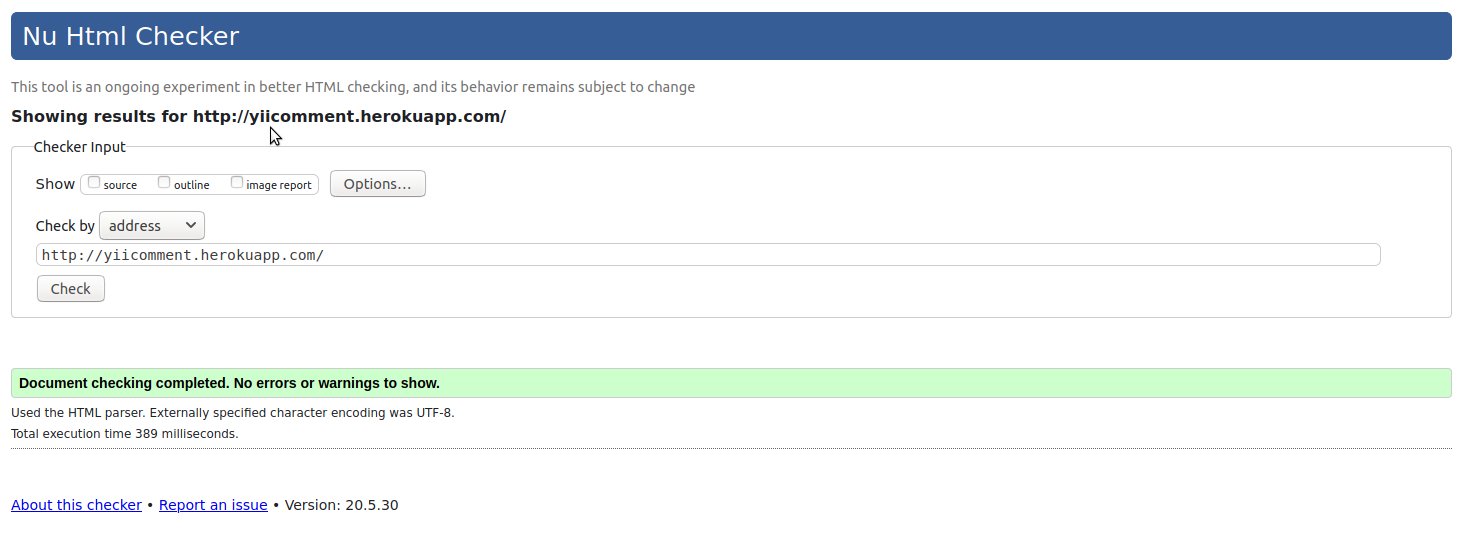 Nu Html Checker
This tool is an ongoing experiment in better HTML checking, and its behavior remains subject to change
Showing results for http://yiicomment.herokuapp.com/
Checker Input
Show source outline image report Options...
Check by address
http://yiicomment.herokuapp.com/
Check
Document checking completed. No errors or warnings to show.
Used the HTML parser. Externally specified character encoding was UTF-8.
Total execution time 389 milliseconds.
About this checker • Report an issue • Version: 20.5.30